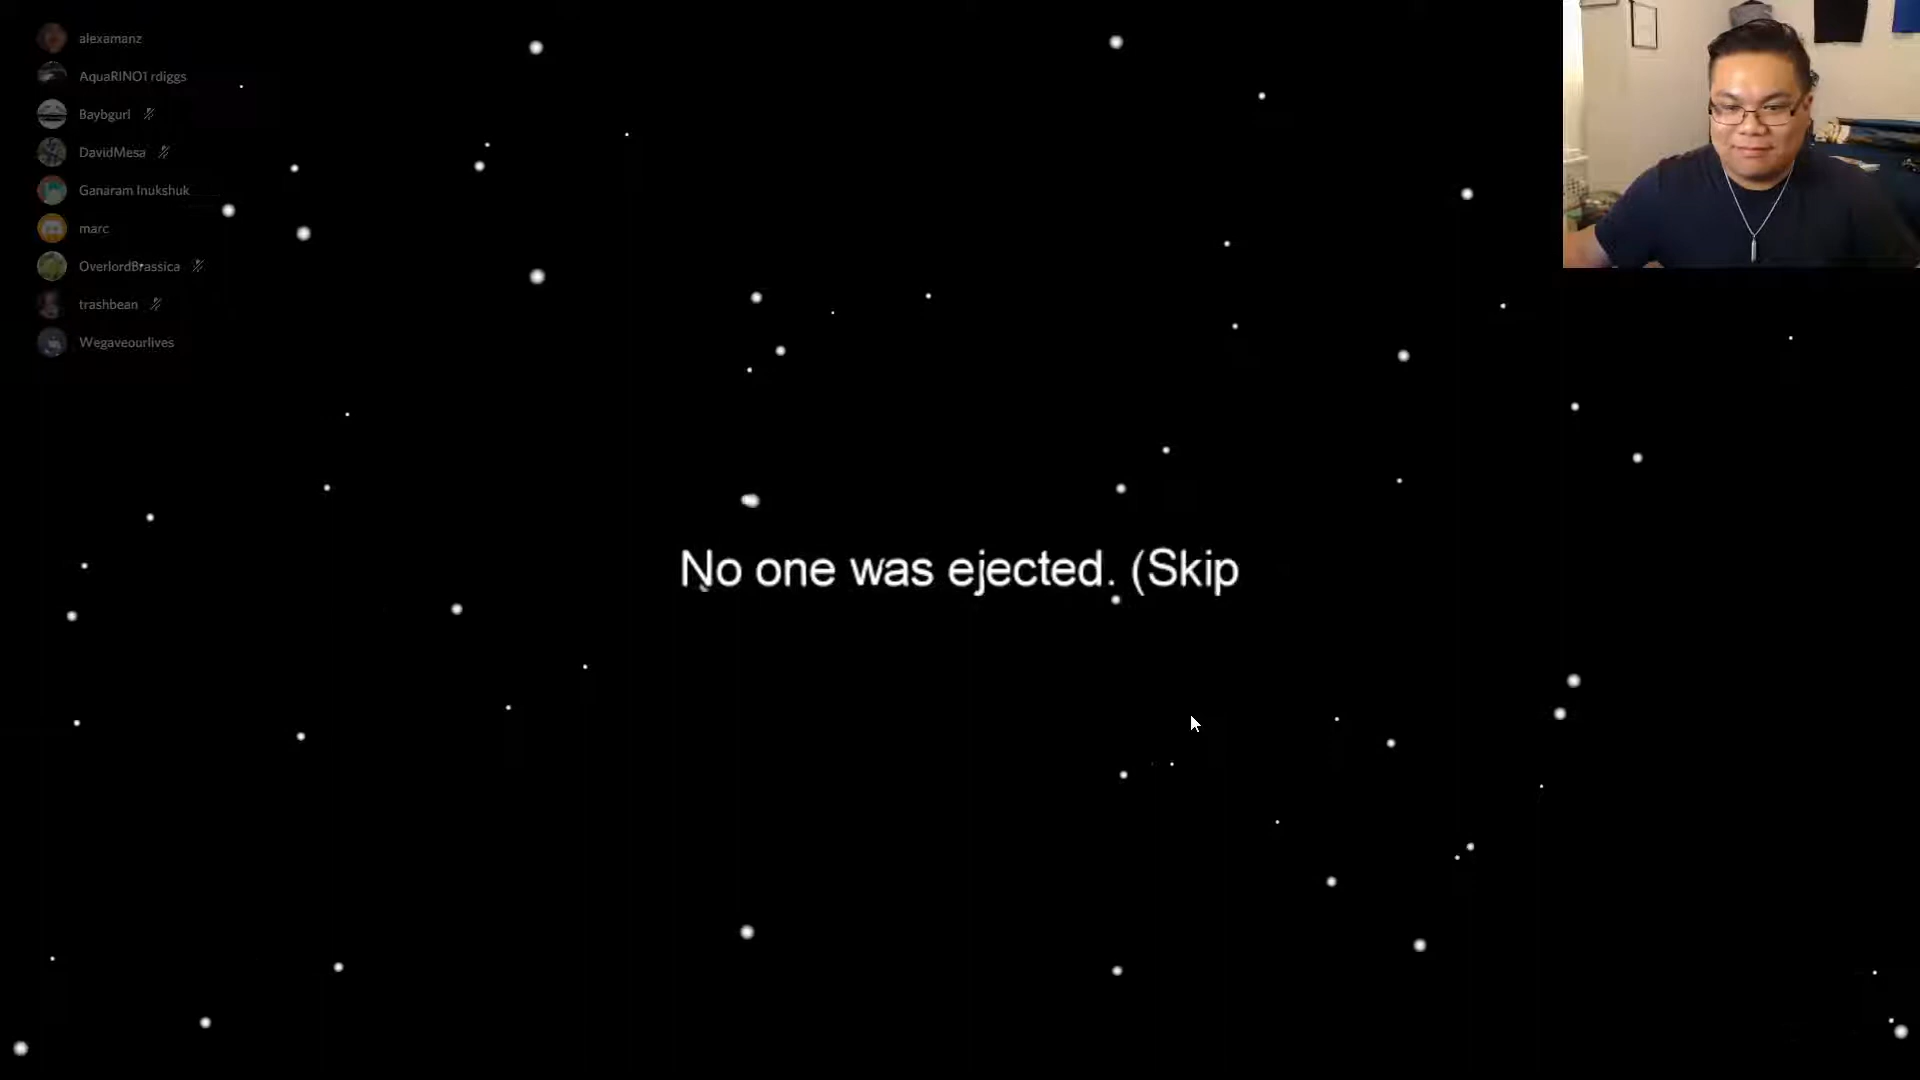 alexamanz
AquaRINO1 rdiggs
Baybgurl
DavidMesa
Ganaram Inukshuk
marc
OverlordBrassica
trashbean
Wegaveourlives
No one was ejected. (Skip